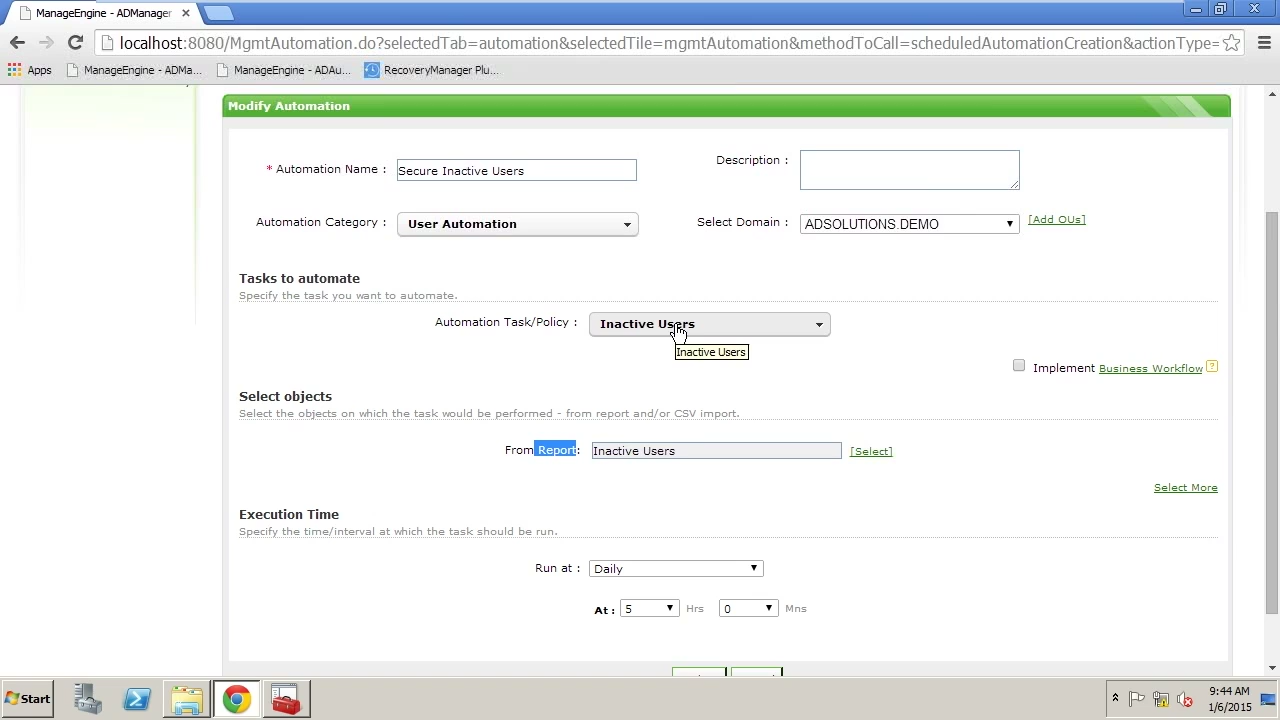 ManageEngine - ADManager
localhost:8080/MgmtAutomation.do?selectedTab=automation&selectedTile=mgmtAutomation&methodToCall=scheduledAutomationCreation&actionType=
Apps ManageEngine - ADMa... ManageEngine - ADAu... RecoveryManager Plu...
Modify Automation
* Automation Name : Secure Inactive Users Description :
Automation Category : User Automation Select Domain : ADSOLUTIONS.DEMO [Add OUs]
Tasks to automate
Specify the task you want to automate.
Automation Task/Policy : Inactive Users
Inactive Users
Implement Business Workflow ?
Select objects
Select the objects on which the task would be performed - from report and/or CSV import.
From Report: Inactive Users [Select]
Select More
Execution Time
Specify the time/interval at which the task should be run.
Run at : Daily
At : 5 Hrs 0 Mns
Start 9:44 AM
1/6/2015